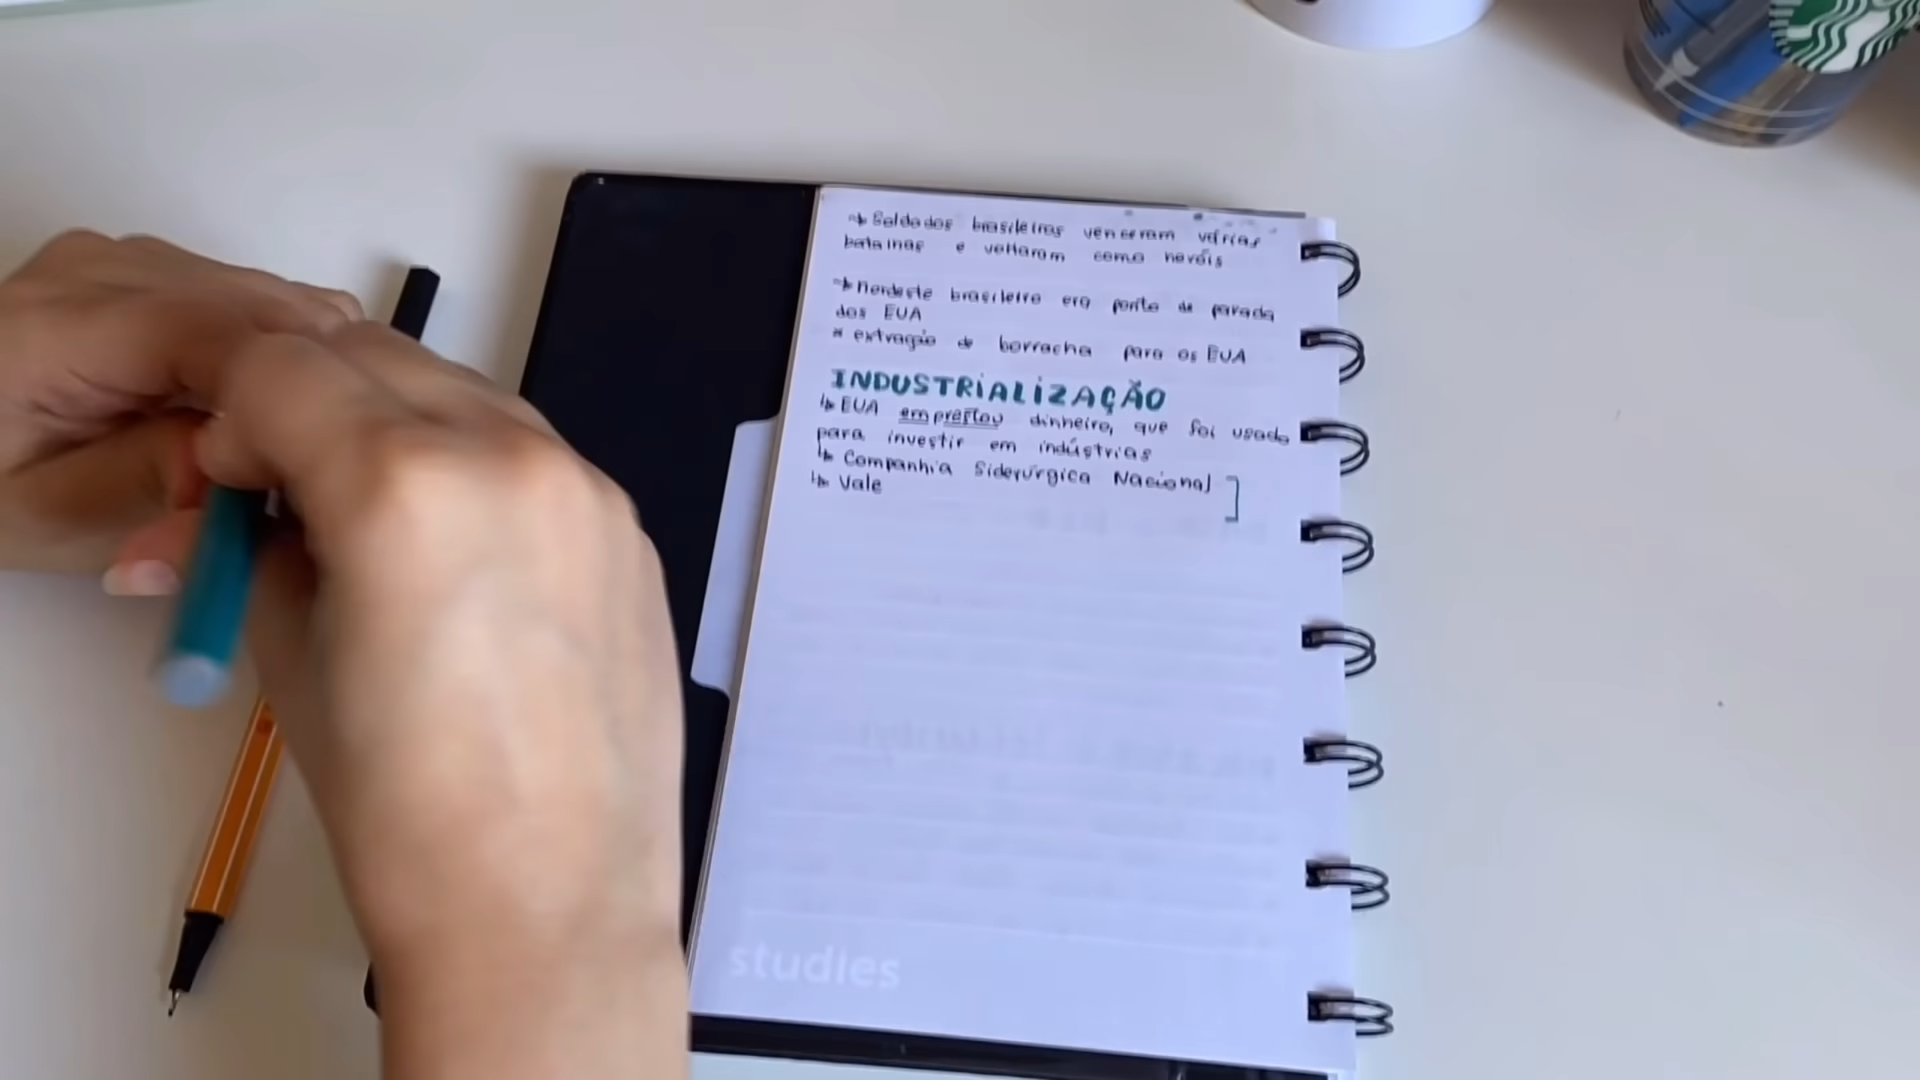 ↳ Soldados brasileiros venceram várias
batalhas e voltaram como heróis
↳ Nordeste brasileiro era ponto de parada
dos EUA
* extração de borracha para os EUA
INDUSTRIALIZAÇÃO
↳ EUA emprestou dinheiro, que foi usado
para investir em indústrias
↳ Companhia Siderúrgica Nacional ]
↳ Vale
studies